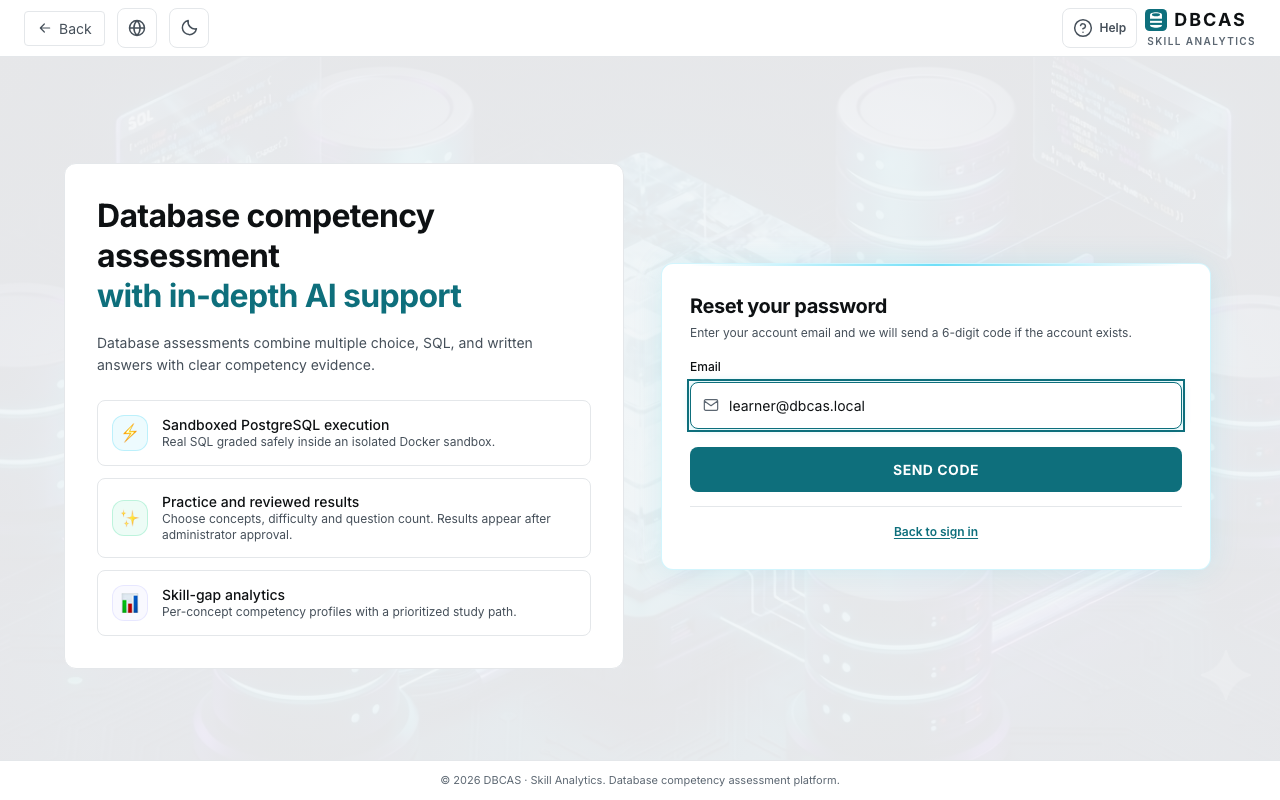 Back
Help
DBCAS
SKILL ANALYTICS
SQL
Database competency
assessment
with in-depth AI support
Database assessments combine multiple choice, SQL, and written
answers with clear competency evidence.
Sandboxed PostgreSQL execution
Real SQL graded safely inside an isolated Docker sandbox.
Practice and reviewed results
Choose concepts, difficulty and question count. Results appear after
administrator approval.
Skill-gap analytics
Per-concept competency profiles with a prioritized study path.
Reset your password
Enter your account email and we will send a 6-digit code if the account exists.
Email
learner@dbcas.local
SEND CODE
Back to sign in
© 2026 DBCAS · Skill Analytics. Database competency assessment platform.